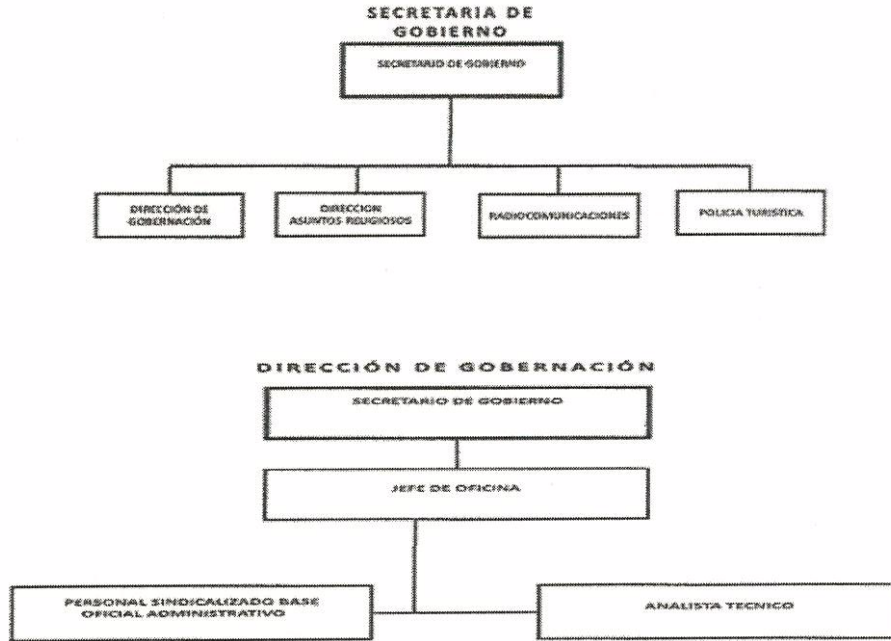 SECRETARIA DE
GOBIERNO
SECRETARIO DE GOBIERNO
DIRECCIÓN DE
GOBERNACIÓN
DIRECCION
ASUNTOS RELIGIOSOS
RADIOCOMUNICACIONES
POLICIA TURISTICA
DIRECCIÓN DE GOBERNACIÓN
SECRETARIO DE GOBIERNO
JEFE DE OFICINA
PERSONAL SINDICALIZADO BASE
OFICIAL ADMINISTRATIVO
ANALISTA TECNICO